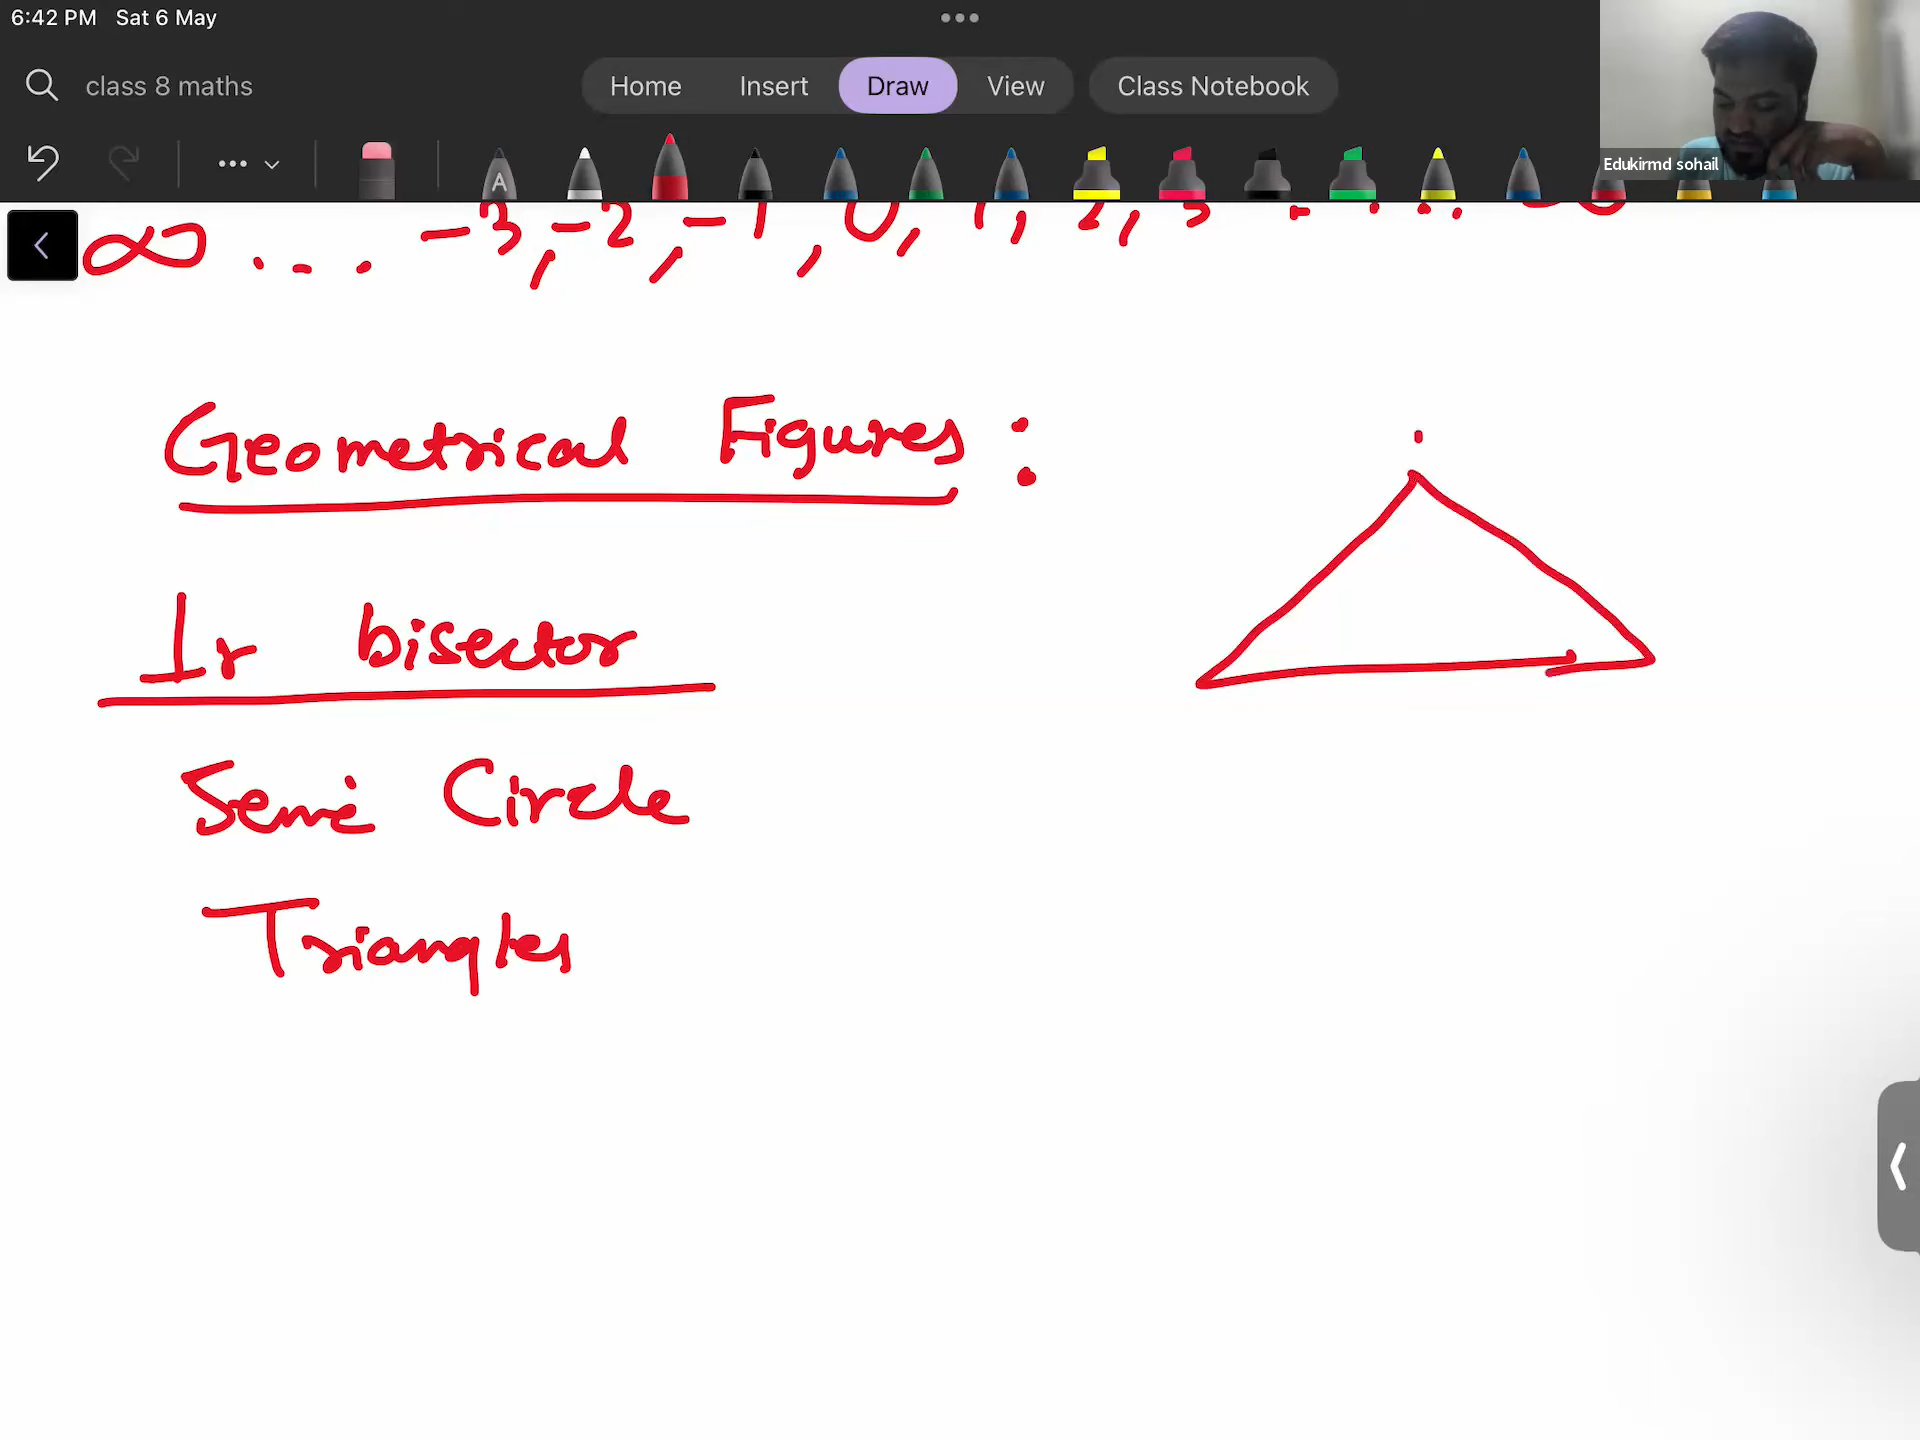 6:42 PM Sat 6 May
class 8 maths
Home Insert Draw View Class Notebook
A
Edukirmd sohail
∞ ... -3, -2, -1, 0, 1, 2, 3 ....
Geometrical Figures :
⊥r bisector
Semi Circle
Triangles